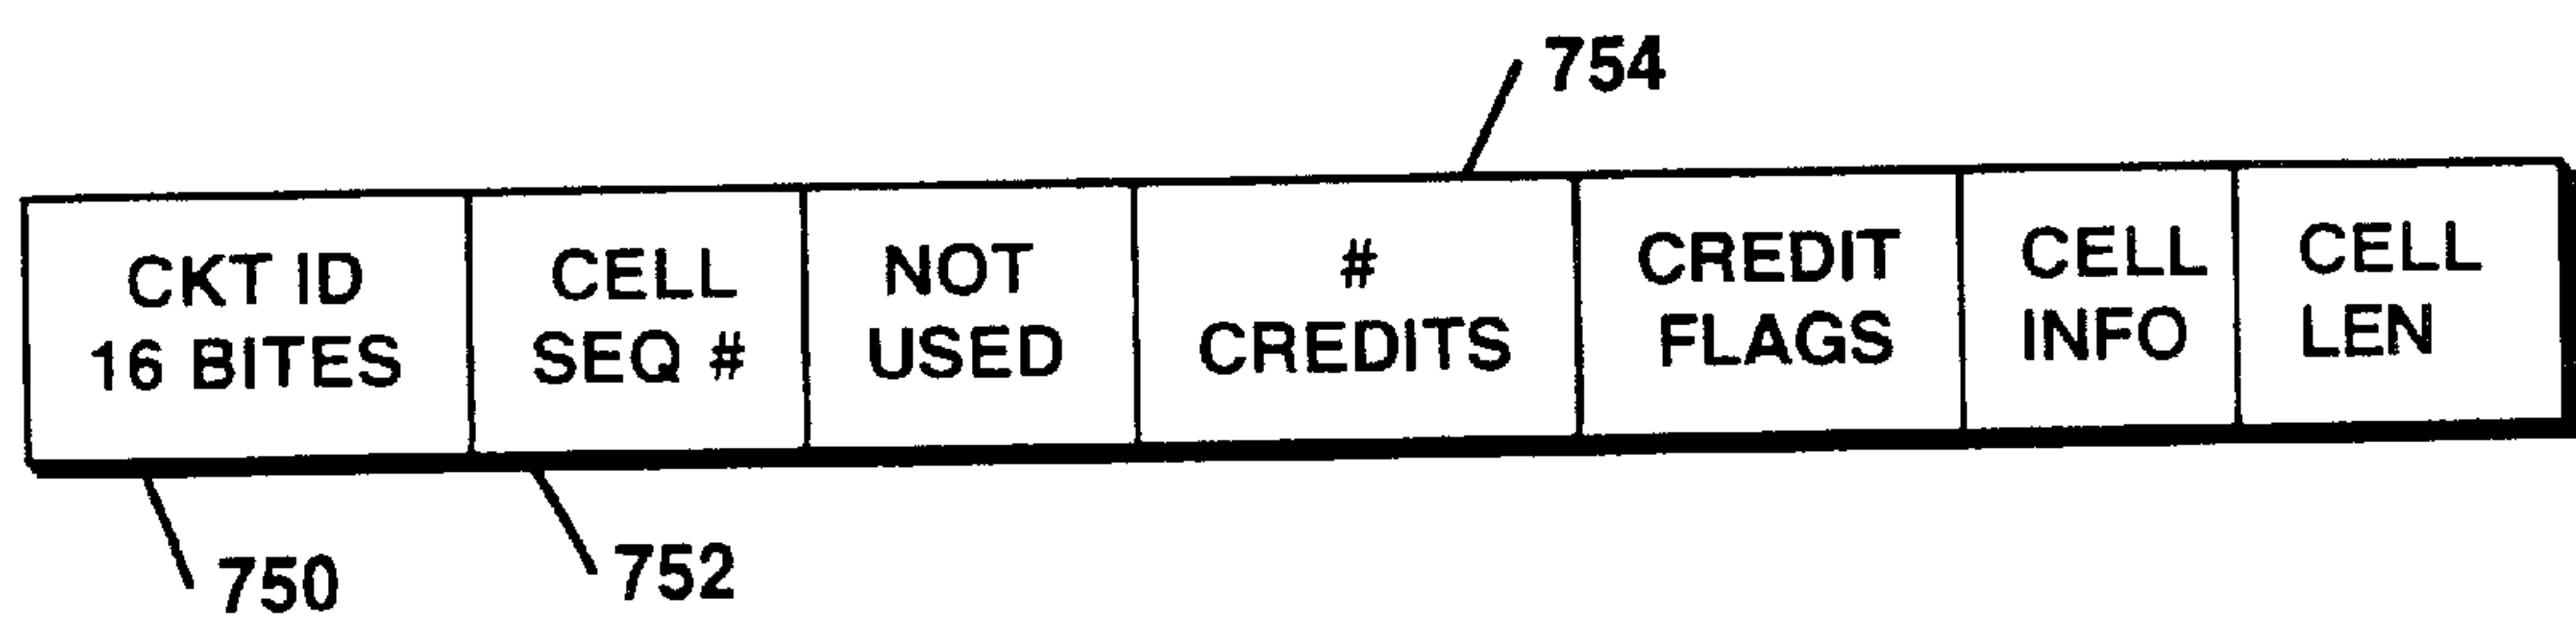 754
CKT ID
16 BITES
CELL
SEQ #
NOT
USED
#
CREDITS
CREDIT
FLAGS
CELL
INFO
CELL
LEN
750
752